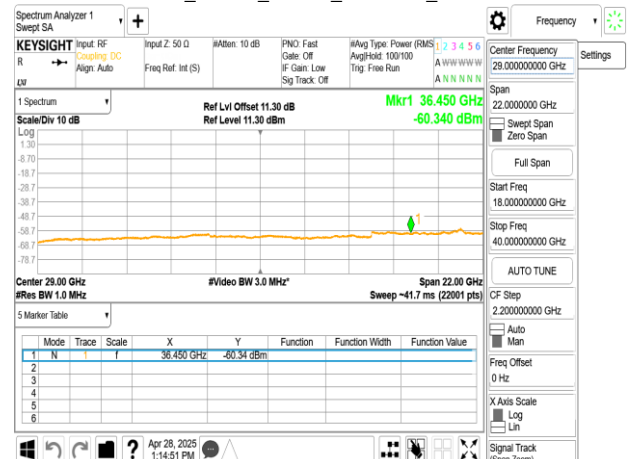 Spectrum Analyzer 1
Swept SA
Frequency
KEYSIGHT Input: RF Input Z: 50 Ω #Atten: 10 dB PNO: Fast #Avg Type: Power (RMS 1 2 3 4 5 6
R Coupling: DC Gate: Off Avg|Hold: 100/100 A W W W W W
Align: Auto Freq Ref: Int (S) IF Gain: Low Trig: Free Run
Sig Track: Off A N N N N N
LXI
1 Spectrum
Scale/Div 10 dB
Ref Lvl Offset 11.30 dB
Ref Level 11.30 dBm
Mkr1 36.450 GHz
-60.340 dBm
Log
1.30
-8.70
-18.7
-28.7
-38.7
-48.7
-58.7
-68.7
-78.7
1
Center 29.00 GHz #Video BW 3.0 MHz* Span 22.00 GHz
#Res BW 1.0 MHz Sweep ~41.7 ms (22001 pts)
5 Marker Table
Mode Trace Scale X Y Function Function Width Function Value
1 N 1 f 36.450 GHz -60.34 dBm
2
3
4
5
6
Apr 28, 2025
1:14:51 PM
Center Frequency
29.000000000 GHz
Settings
Span
22.0000000 GHz
Swept Span
Zero Span
Full Span
Start Freq
18.000000000 GHz
Stop Freq
40.000000000 GHz
AUTO TUNE
CF Step
2.200000000 GHz
Auto
Man
Freq Offset
0 Hz
X Axis Scale
Log
Lin
Signal Track
(Span Zoom)